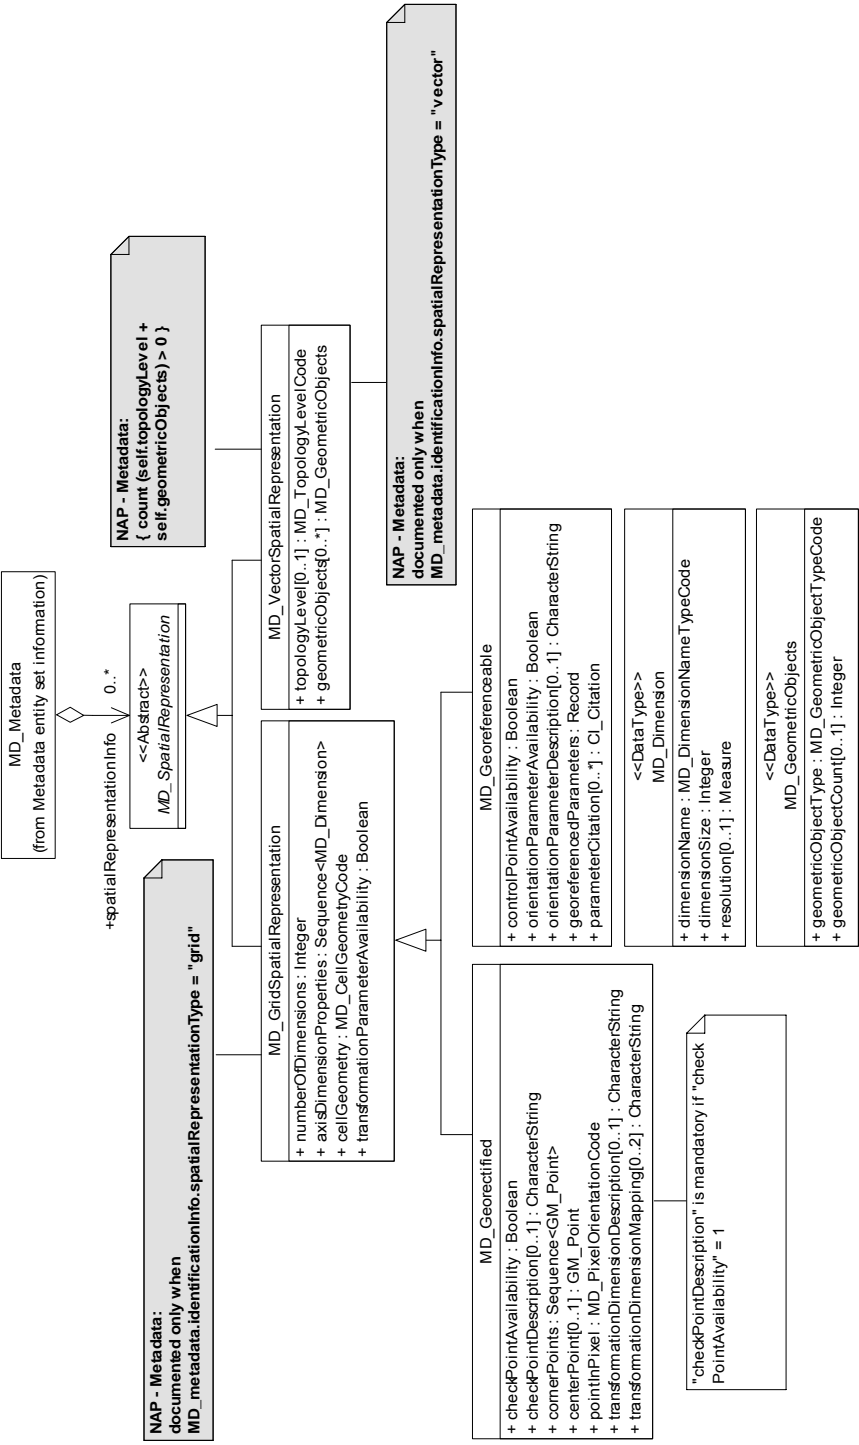 MD_Metadata
(from Metadata entity set information)
+spatialRepresentationInfo 0..*
<<Abstract>>
MD_SpatialRepresentation
NAP - Metadata:
documented only when
MD_metadata.identificationInfo.spatialRepresentationType = "grid"
NAP - Metadata:
{ count (self.topologyLevel +
self.geometricObjects) > 0 }
MD_GridSpatialRepresentation
+ numberOfDimensions : Integer
+ axisDimensionProperties : Sequence<MD_Dimension>
+ cellGeometry : MD_CellGeometryCode
+ transformationParameterAvailability : Boolean
MD_VectorSpatialRepresentation
+ topologyLevel[0..1] : MD_TopologyLevelCode
+ geometricObjects[0..*] : MD_GeometricObjects
NAP - Metadata:
documented only when
MD_metadata.identificationInfo.spatialRepresentationType = "vector"
MD_Georectified
+ checkPointAvailability : Boolean
+ checkPointDescription[0..1] : CharacterString
+ cornerPoints : Sequence<GM_Point>
+ centerPoint[0..1] : GM_Point
+ pointInPixel : MD_PixelOrientationCode
+ transformationDimensionDescription[0..1] : CharacterString
+ transformationDimensionMapping[0..2] : CharacterString
"checkPointDescription" is mandatory if "check
PointAvailability" = 1
MD_Georeferenceable
+ controlPointAvailability : Boolean
+ orientationParameterAvailability : Boolean
+ orientationParameterDescription[0..1] : CharacterString
+ georeferencedParameters : Record
+ parameterCitation[0..*] : CI_Citation
<<DataType>>
MD_Dimension
+ dimensionName : MD_DimensionNameTypeCode
+ dimensionSize : Integer
+ resolution[0..1] : Measure
<<DataType>>
MD_GeometricObjects
+ geometricObjectType : MD_GeometricObjectTypeCode
+ geometricObjectCount[0..1] : Integer